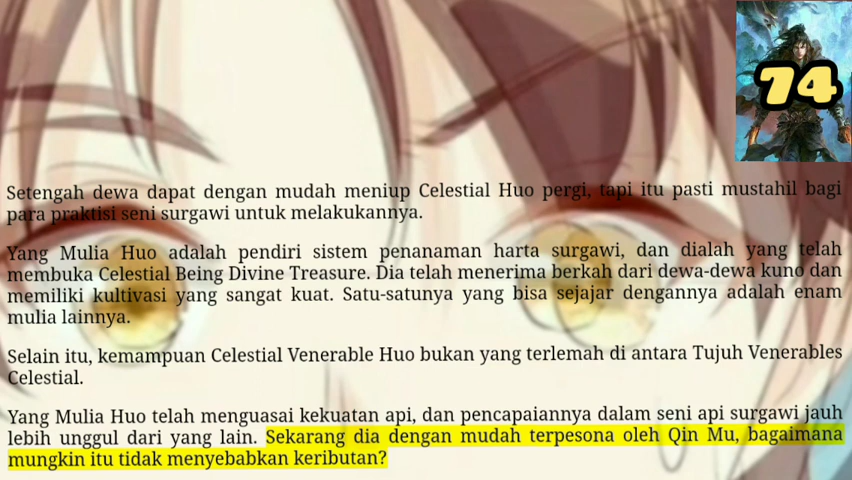 74
Setengah dewa dapat dengan mudah meniup Celestial Huo pergi, tapi itu pasti mustahil bagi
para praktisi seni surgawi untuk melakukannya.
Yang Mulia Huo adalah pendiri sistem penanaman harta surgawi, dan dialah yang telah
membuka Celestial Being Divine Treasure. Dia telah menerima berkah dari dewa-dewa kuno dan
memiliki kultivasi yang sangat kuat. Satu-satunya yang bisa sejajar dengannya adalah enam
mulia lainnya.
Selain itu, kemampuan Celestial Venerable Huo bukan yang terlemah di antara Tujuh Venerables
Celestial.
Yang Mulia Huo telah menguasai kekuatan api, dan pencapaiannya dalam seni api surgawi jauh
lebih unggul dari yang lain. Sekarang dia dengan mudah terpesona oleh Qin Mu, bagaimana
mungkin itu tidak menyebabkan keributan?